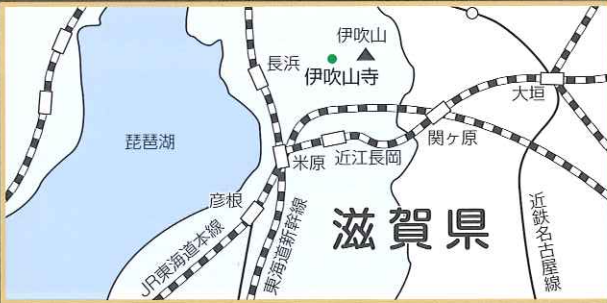 伊吹山
長浜
伊吹山寺
大垣
琵琶湖
関ヶ原
米原
近江長岡
彦根
滋賀県
JR東海道本線
東海道新幹線
近鉄名古屋線